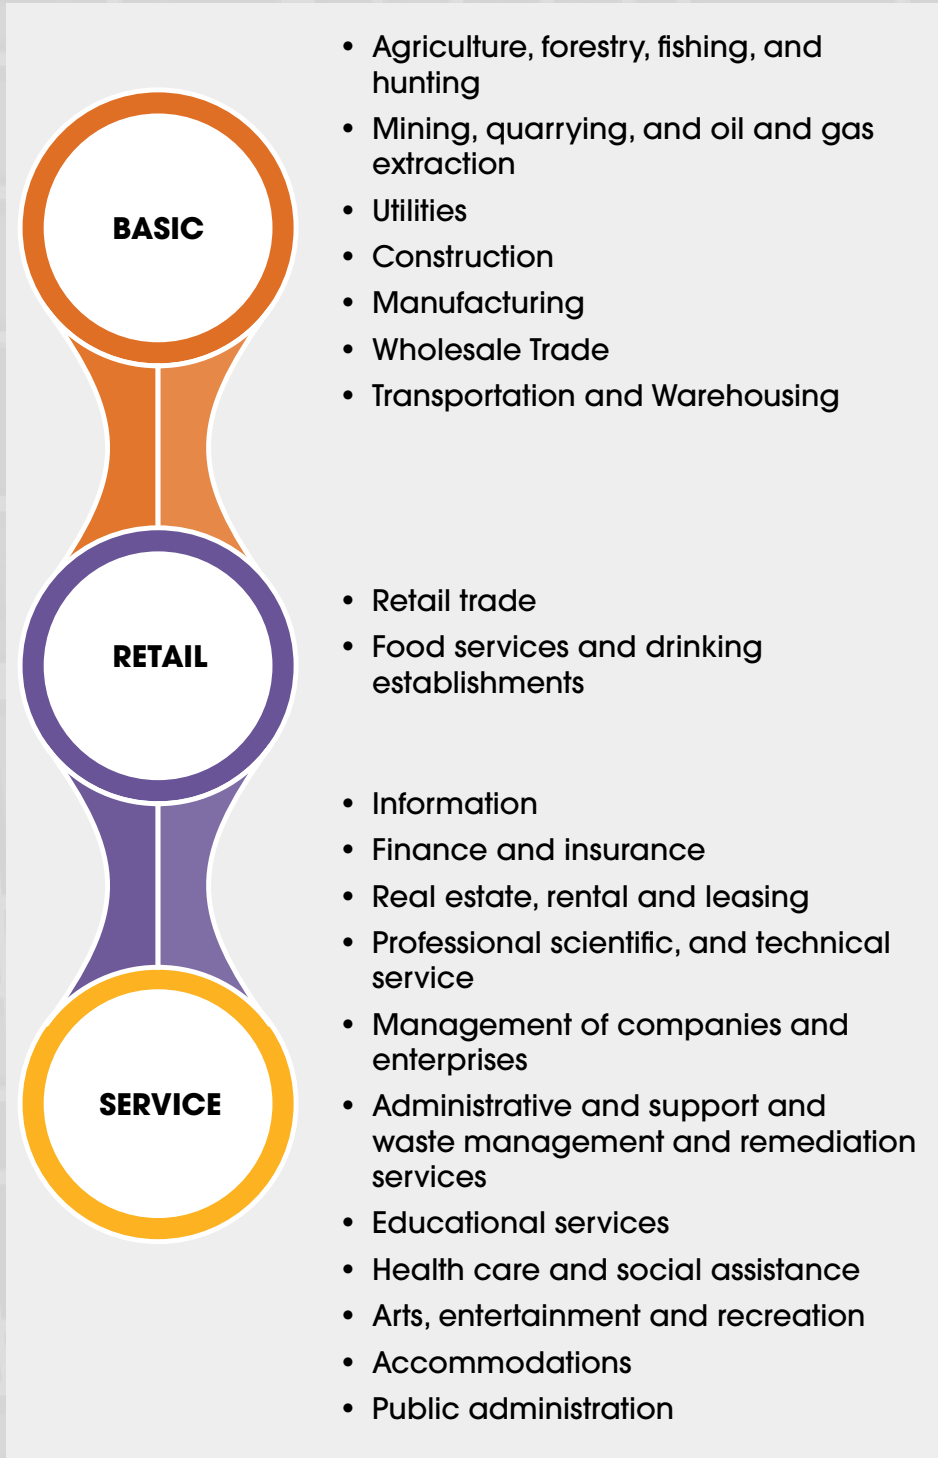 BASIC
• Agriculture, forestry, fishing, and
hunting
• Mining, quarrying, and oil and gas
extraction
• Utilities
• Construction
• Manufacturing
• Wholesale Trade
• Transportation and Warehousing
RETAIL
• Retail trade
• Food services and drinking
establishments
SERVICE
• Information
• Finance and insurance
• Real estate, rental and leasing
• Professional scientific, and technical
service
• Management of companies and
enterprises
• Administrative and support and
waste management and remediation
services
• Educational services
• Health care and social assistance
• Arts, entertainment and recreation
• Accommodations
• Public administration